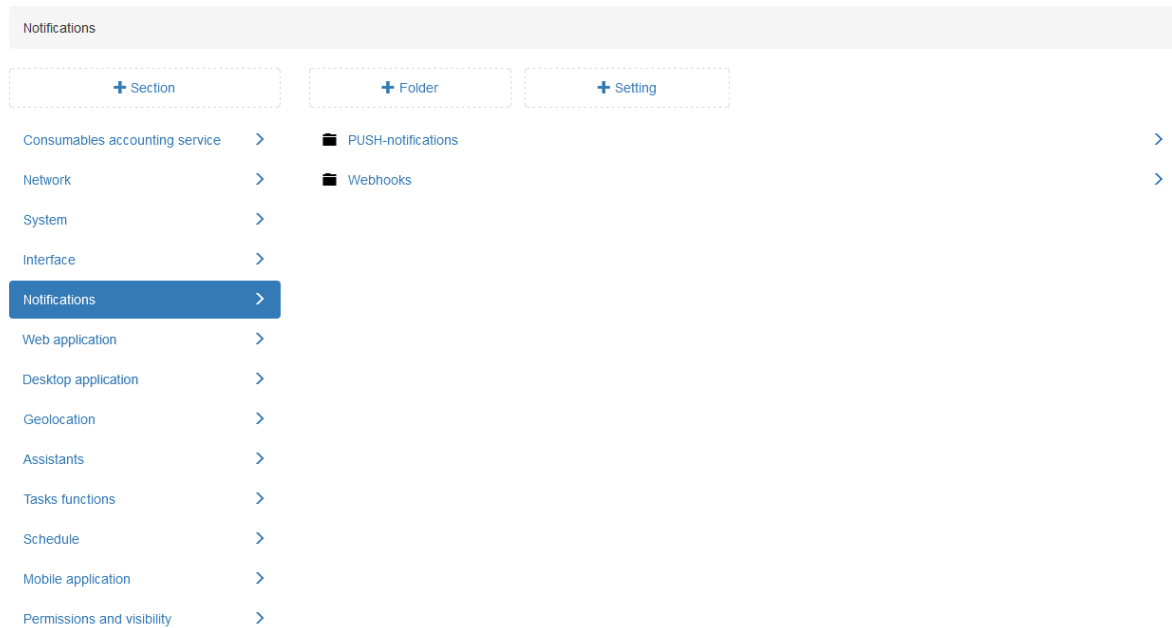 Notifications
Section
Folder
Setting
Consumables accounting service
Network
System
Interface
Notifications
Web application
Desktop application
Geolocation
Assistants
Tasks functions
Schedule
Mobile application
Permissions and visibility
PUSH-notifications
Webhooks